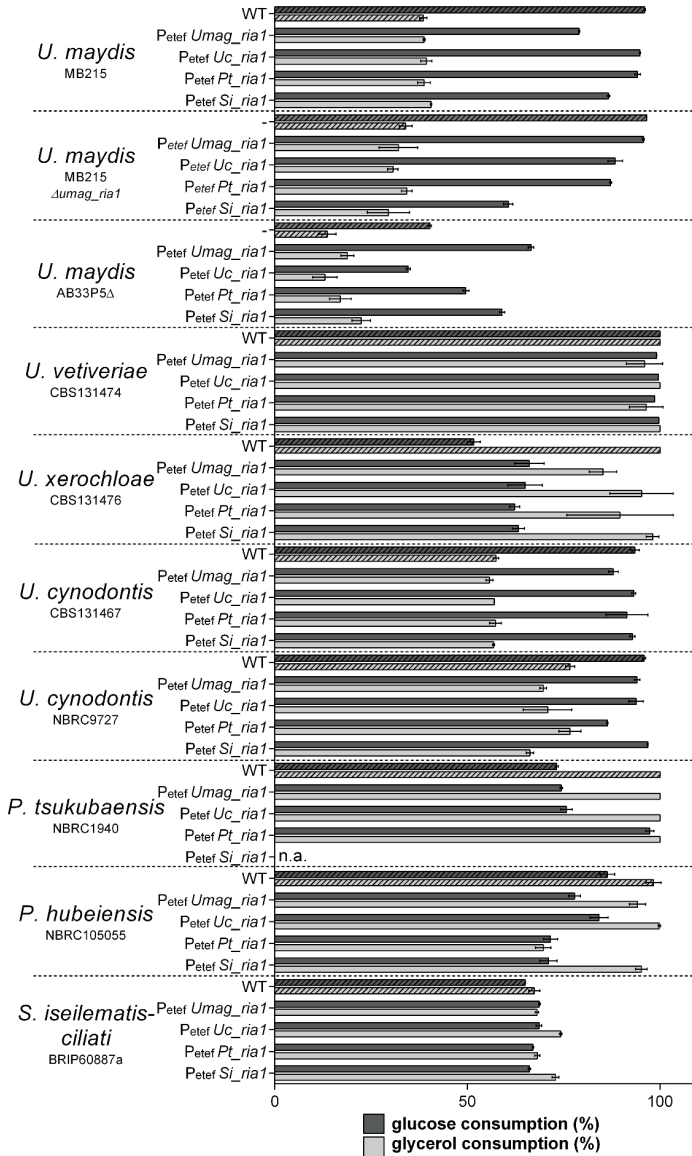 WT
Petef Umag_ria1
U. maydis
Petef Uc_ria1
MB215
Petef Pt_ria1
Petef Si_ria1
-
Petef Umag_ria1
U. maydis
Petef Uc_ria1
MB215
Δumag_ria1
Petef Pt_ria1
Petef Si_ria1
-
Petef Umag_ria1
U. maydis
Petef Uc_ria1
AB33P5Δ
Petef Pt_ria1
Petef Si_ria1
WT
Petef Umag_ria1
U. vetiveriae
Petef Uc_ria1
CBS131474
Petef Pt_ria1
Petef Si_ria1
WT
Petef Umag_ria1
U. xerochloae
Petef Uc_ria1
CBS131476
Petef Pt_ria1
Petef Si_ria1
WT
Petef Umag_ria1
U. cynodontis
Petef Uc_ria1
CBS131467
Petef Pt_ria1
Petef Si_ria1
WT
Petef Umag_ria1
U. cynodontis
Petef Uc_ria1
NBRC9727
Petef Pt_ria1
Petef Si_ria1
WT
Petef Umag_ria1
P. tsukubaensis
Petef Uc_ria1
NBRC1940
Petef Pt_ria1
Petef Si_ria1 n.a.
WT
Petef Umag_ria1
P. hubeiensis
Petef Uc_ria1
NBRC105055
Petef Pt_ria1
Petef Si_ria1
WT
S. iseilematis-
Petef Umag_ria1
ciliati
Petef Uc_ria1
BRIP60887a
Petef Pt_ria1
Petef Si_ria1
0 50 100
glucose consumption (%)
glycerol consumption (%)